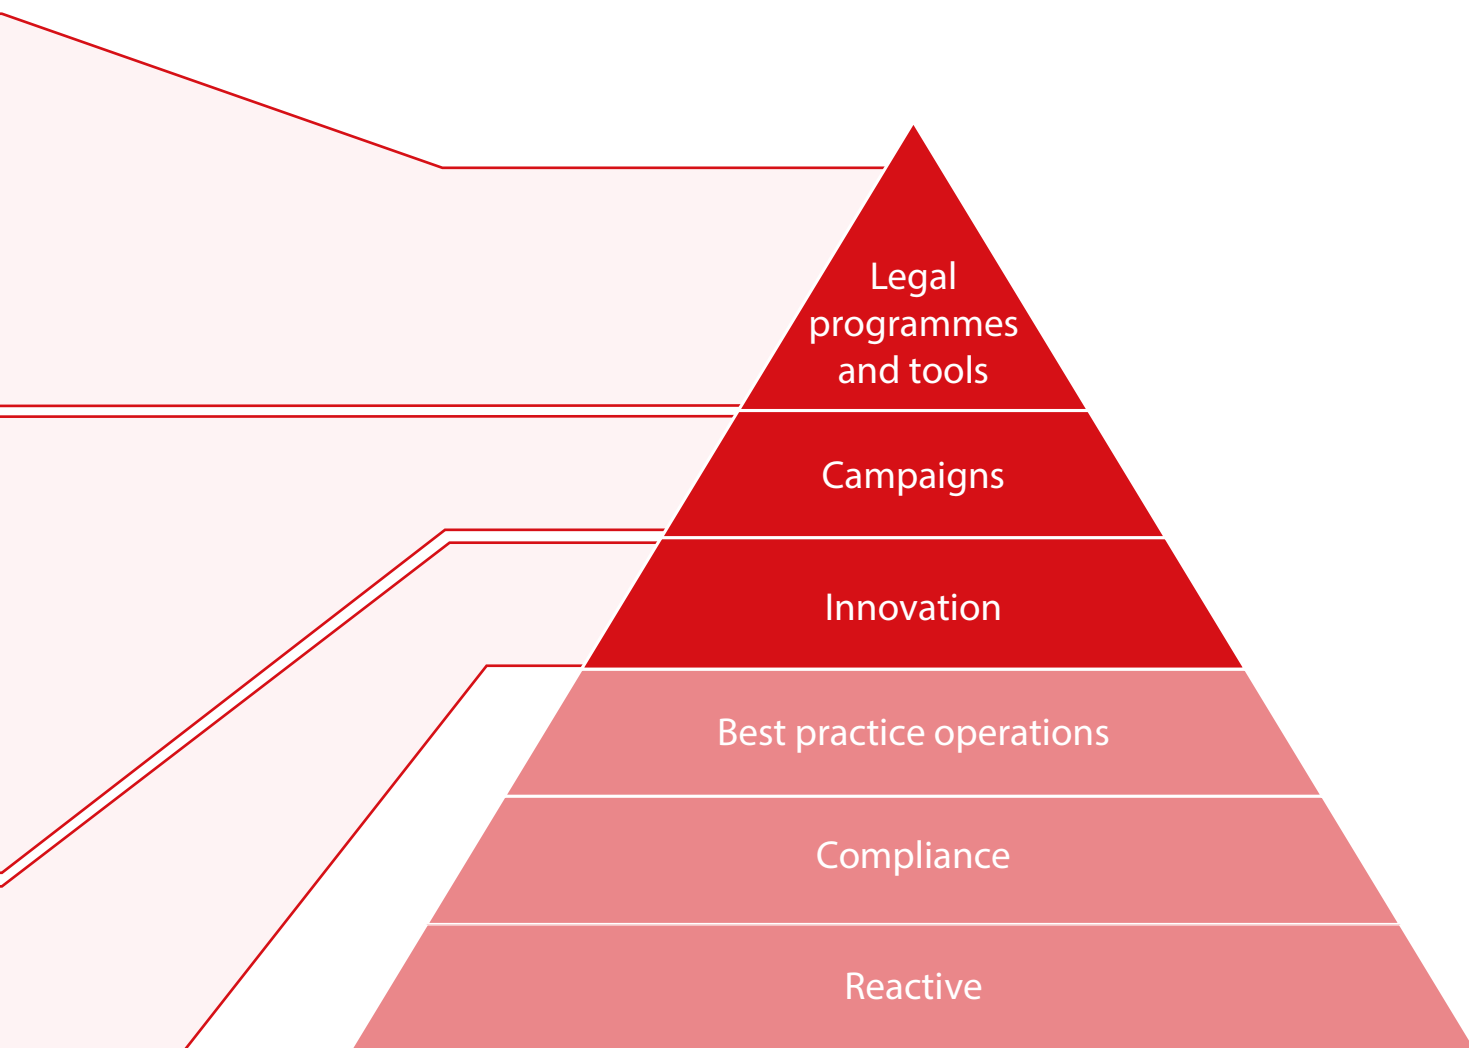 Legal
programmes
and tools
Campaigns
Innovation
Best practice operations
Compliance
Reactive